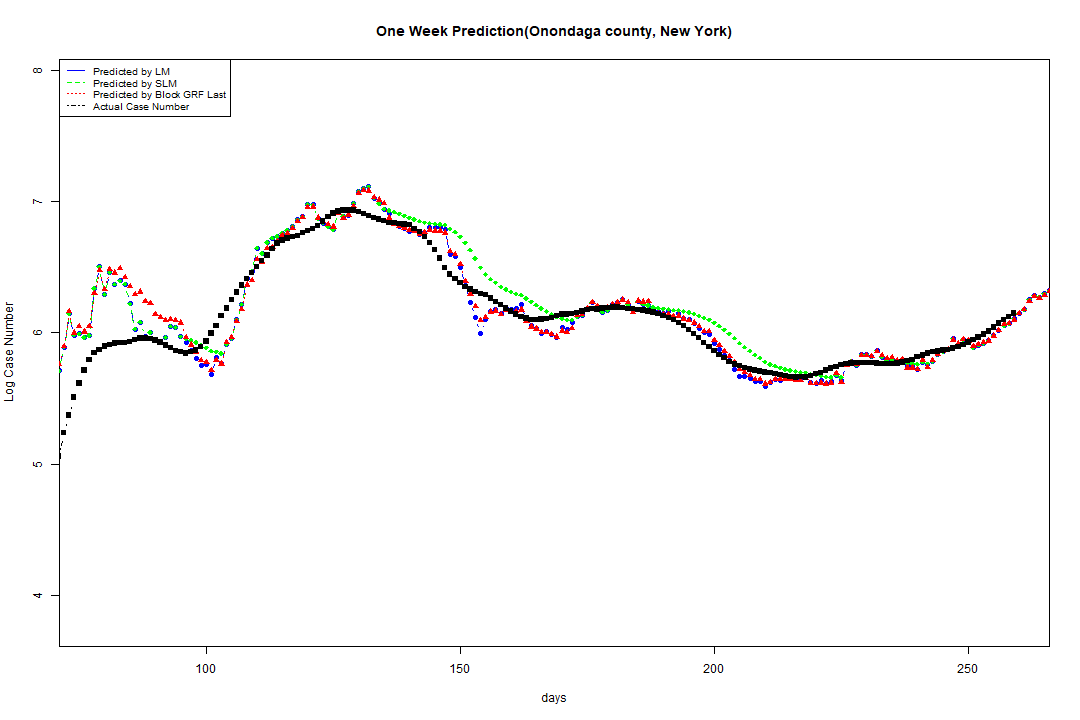 One Week Prediction(Onondaga county, New York)
Predicted by LM
Predicted by SLM
Predicted by Block GRF Last
Actual Case Number
8
7
6
5
4
Log Case Number
100 150 200 250
days